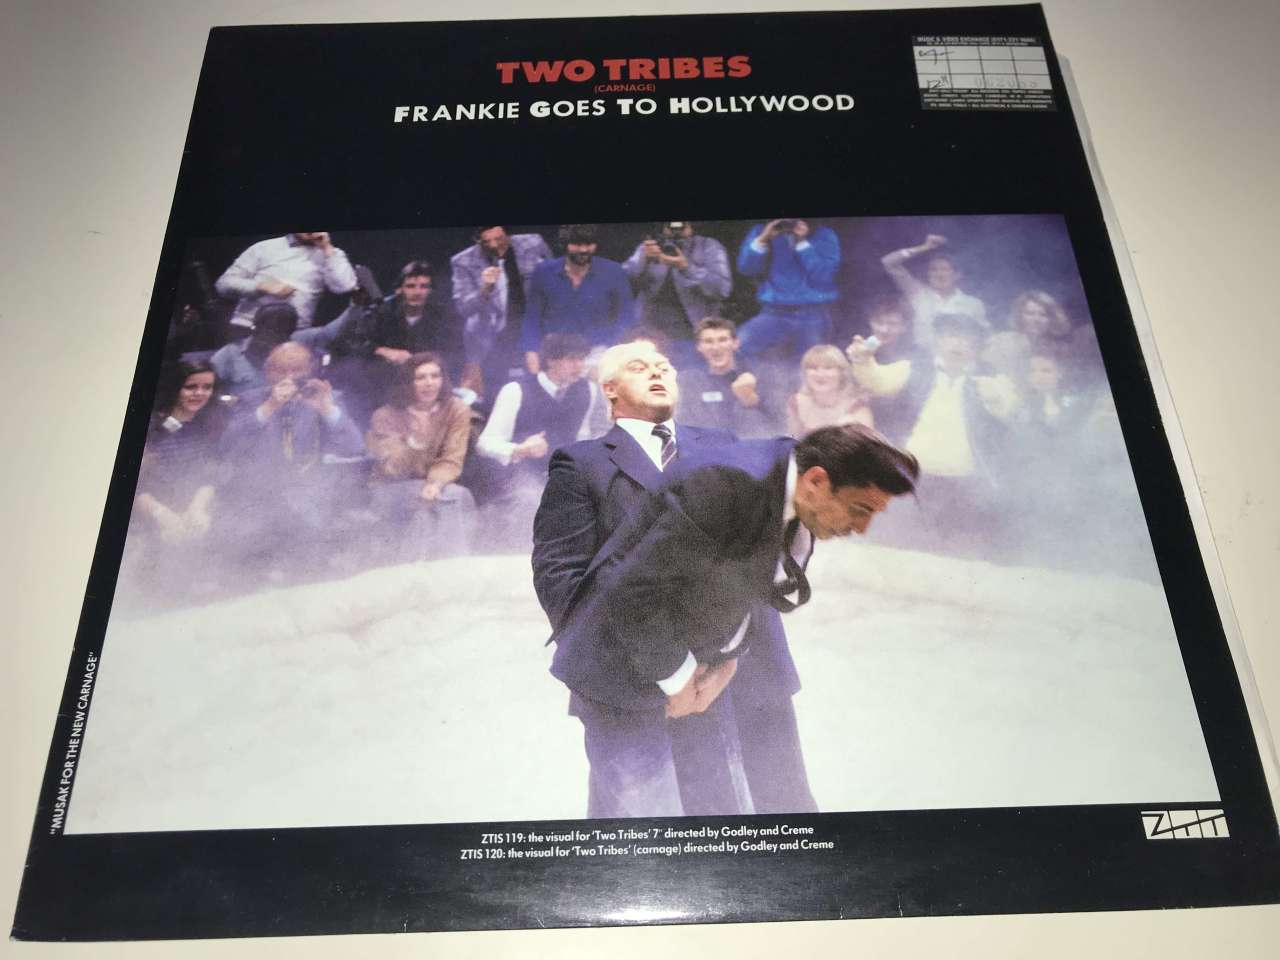 TWO TRIBES
(CARNAGE)
FRANKIE GOES TO HOLLYWOOD
MUSIC & VIDEO EXCHANGE
12"
"MUSAK FOR THE NEW CARNAGE"
ZTIS 119: the visual for 'Two Tribes' 7" directed by Godley and Creme
ZTIS 120: the visual for 'Two Tribes' (carnage) directed by Godley and Creme
ZTT